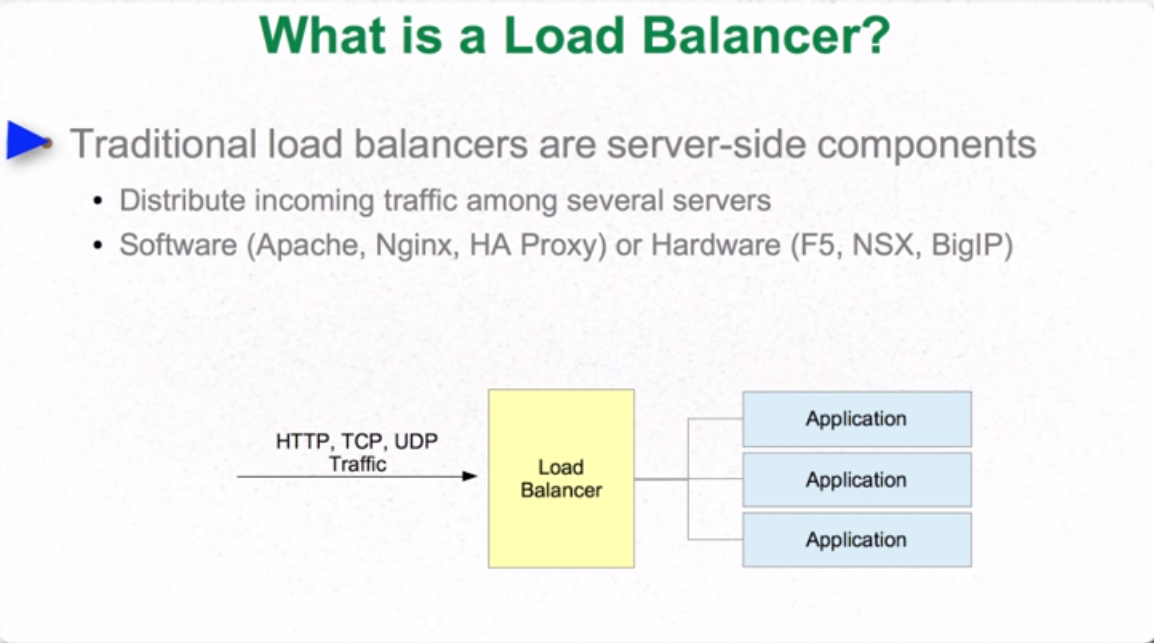 What is a Load Balancer?
Traditional load balancers are server-side components
Distribute incoming traffic among several servers
Software (Apache, Nginx, HA Proxy) or Hardware (F5, NSX, BigIP)
HTTP, TCP, UDP
Traffic
Load
Balancer
Application
Application
Application